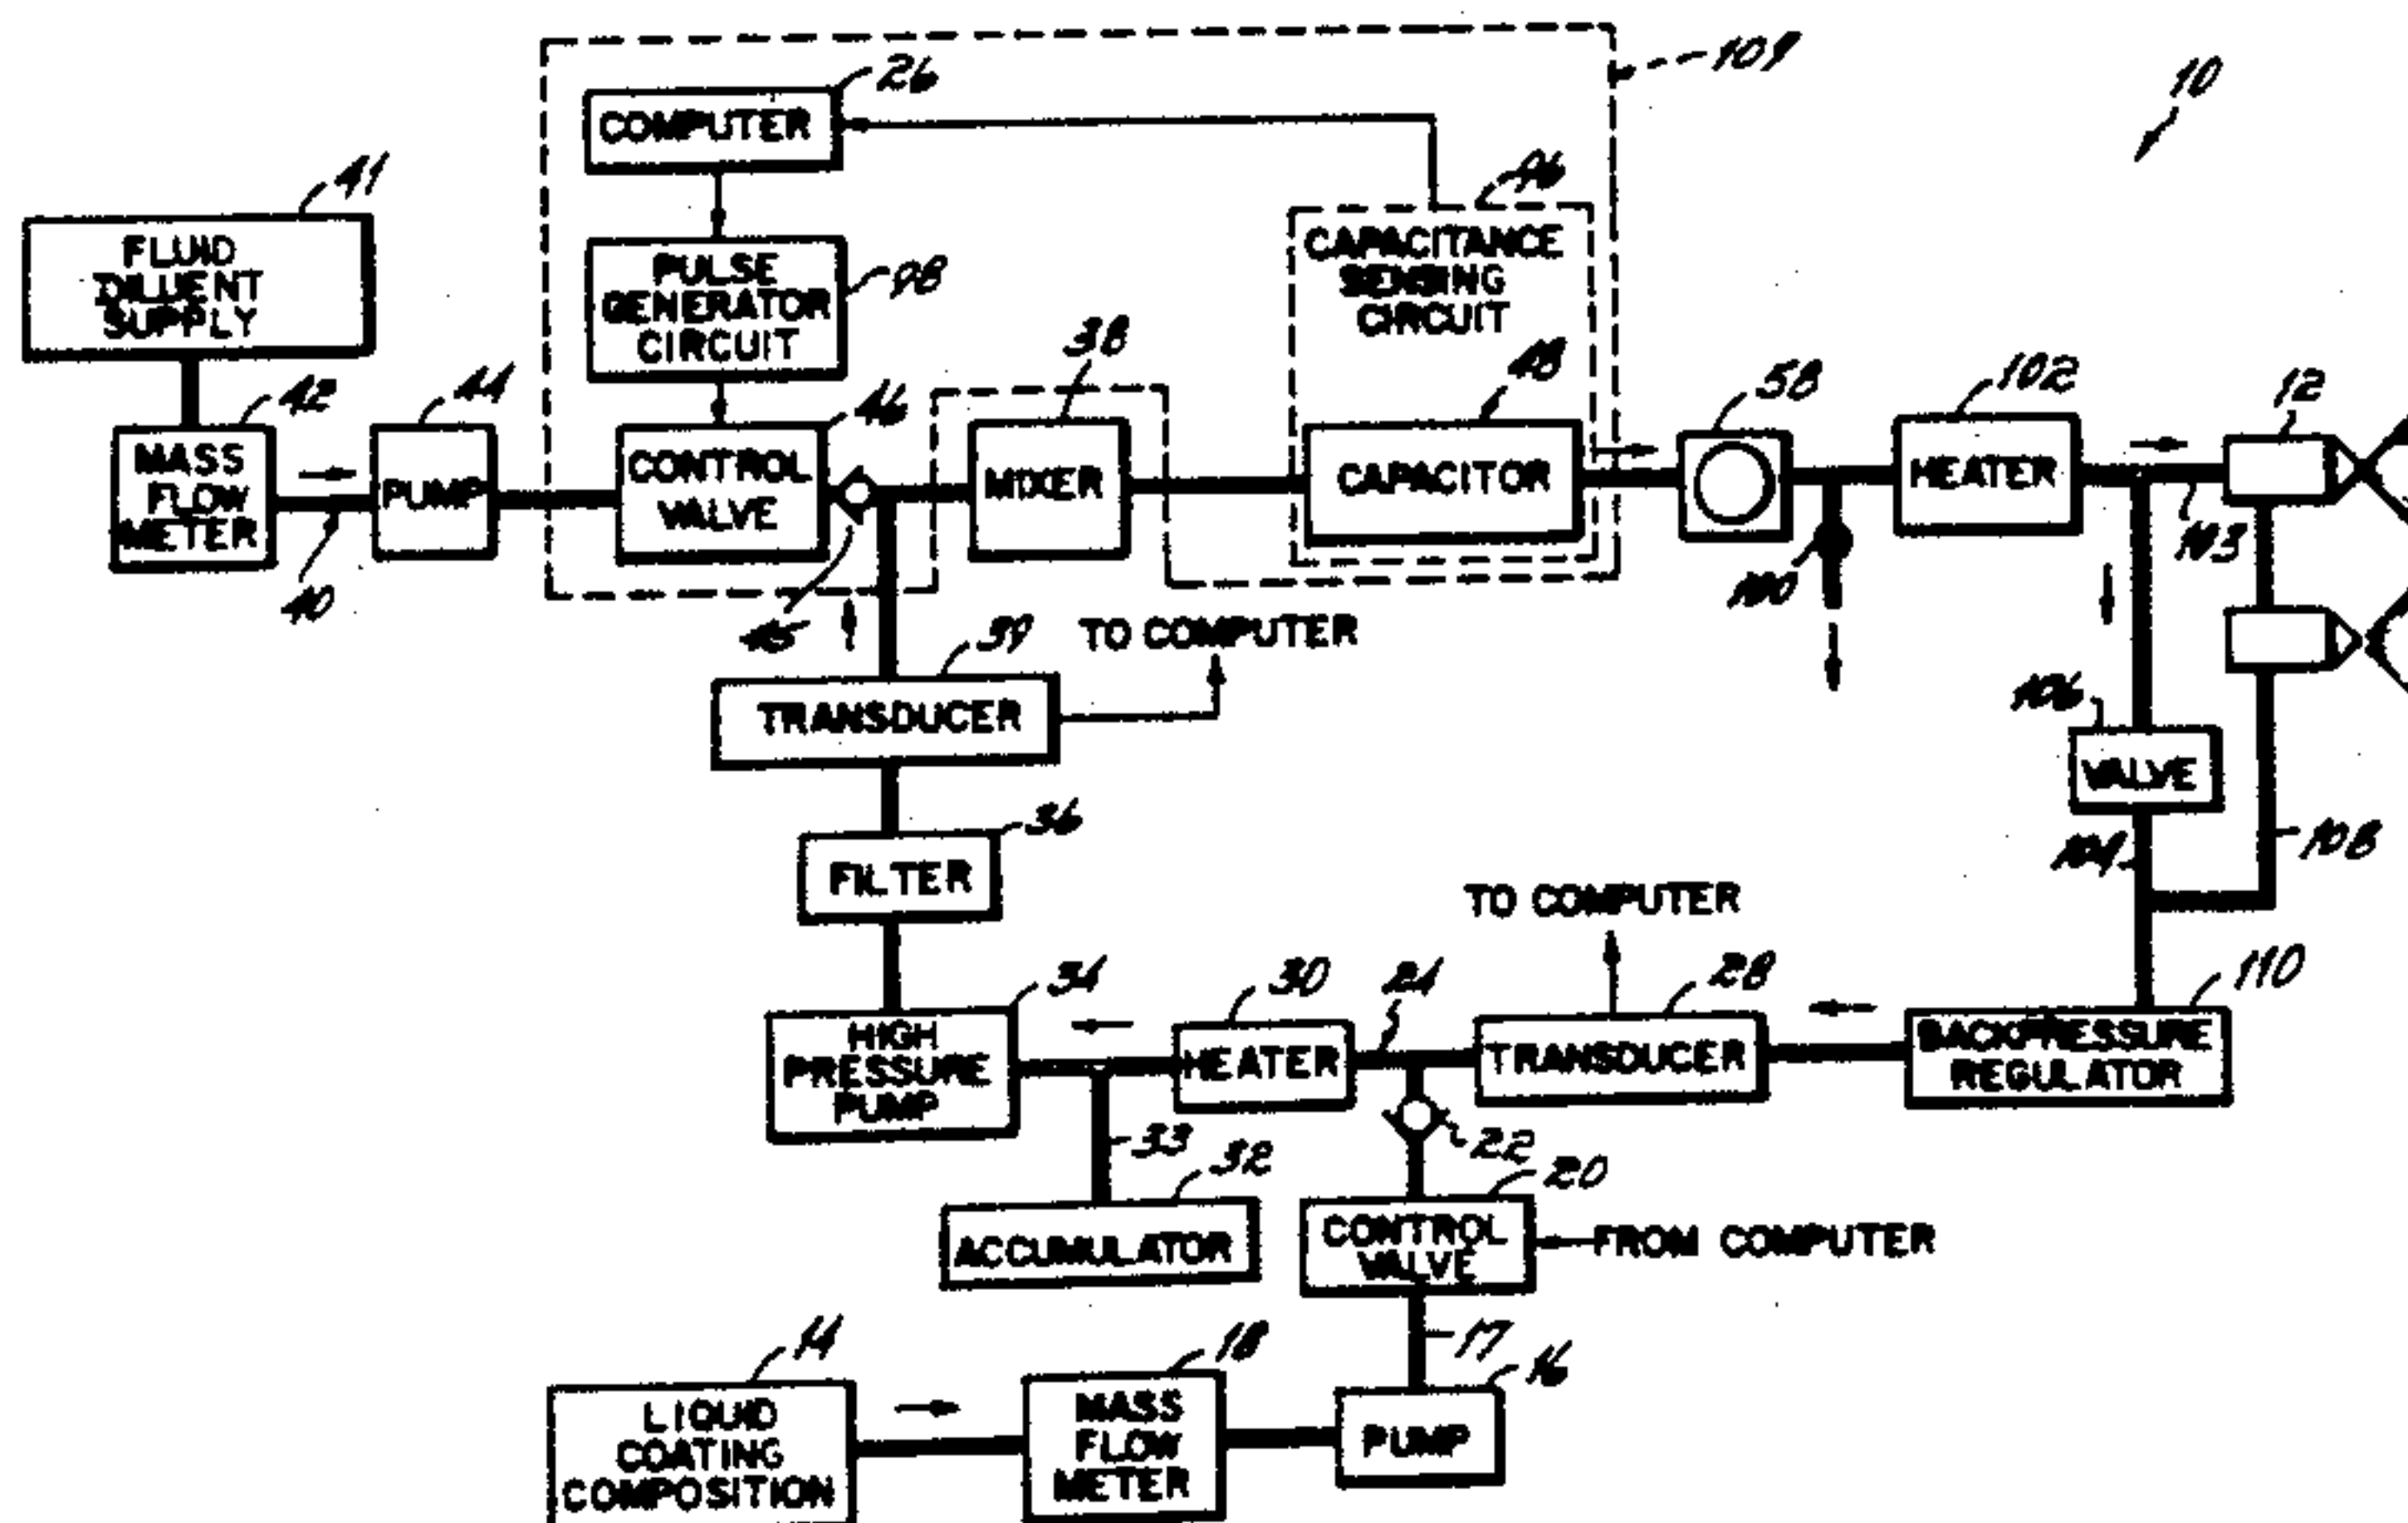 101
26
10
COMPUTER
96
41
FLUID
DILUENT
SUPPLY
PULSE
GENERATOR
CIRCUIT
98
CAPACITANCE
SENSING
CIRCUIT
38
48
58
102
12
42
44
46
MASS
FLOW
METER
PUMP
CONTROL
VALVE
MIXER
CAPACITOR
HEATER
103
40
45
100
39
TO COMPUTER
TRANSDUCER
106
VALVE
36
FILTER
104
108
TO COMPUTER
34
30
24
28
110
HIGH
PRESSURE
PUMP
HEATER
TRANSDUCER
BACKPRESSURE
REGULATOR
33
32
22
20
ACCUMULATOR
CONTROL
VALVE
FROM COMPUTER
14
18
17
16
LIQUID
COATING
COMPOSITION
MASS
FLOW
METER
PUMP